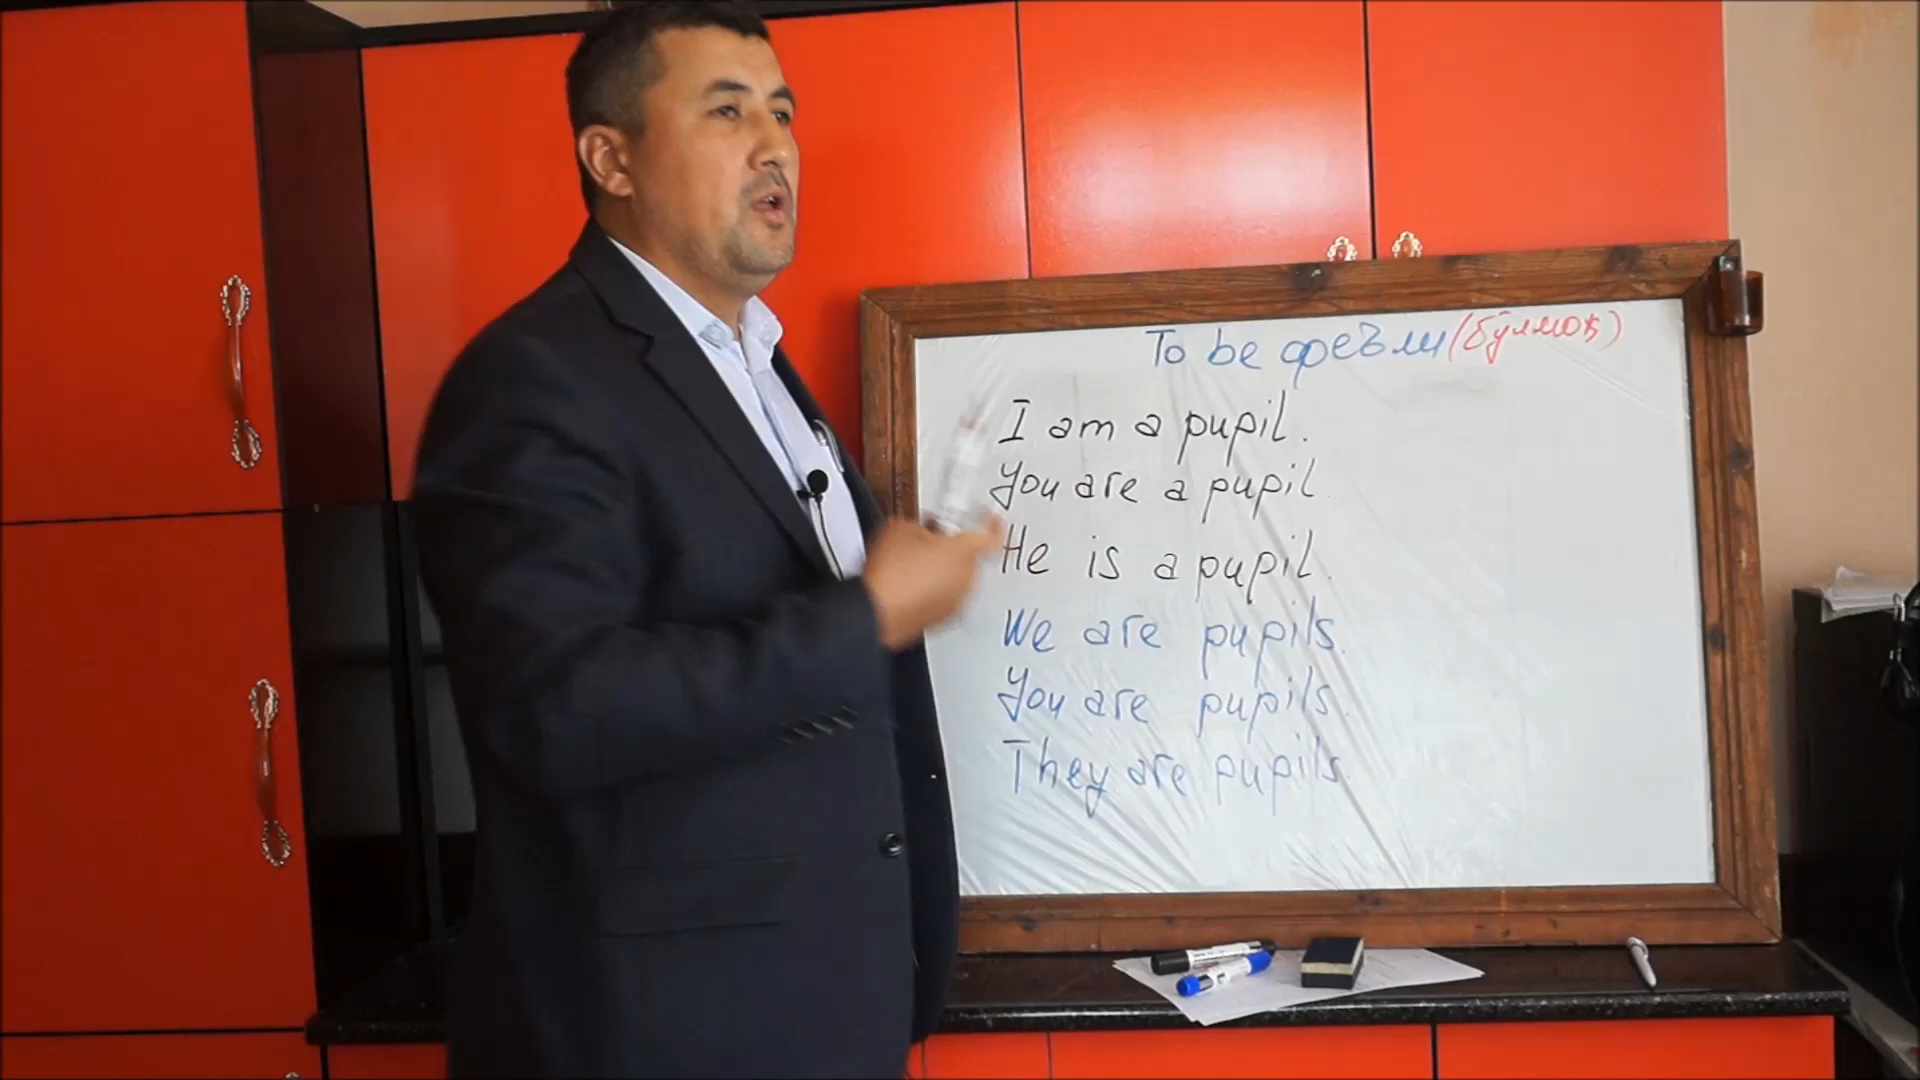 To be феъли (бўлмоқ)
I am a pupil.
You are a pupil.
He is a pupil.
We are pupils.
You are pupils.
They are pupils.